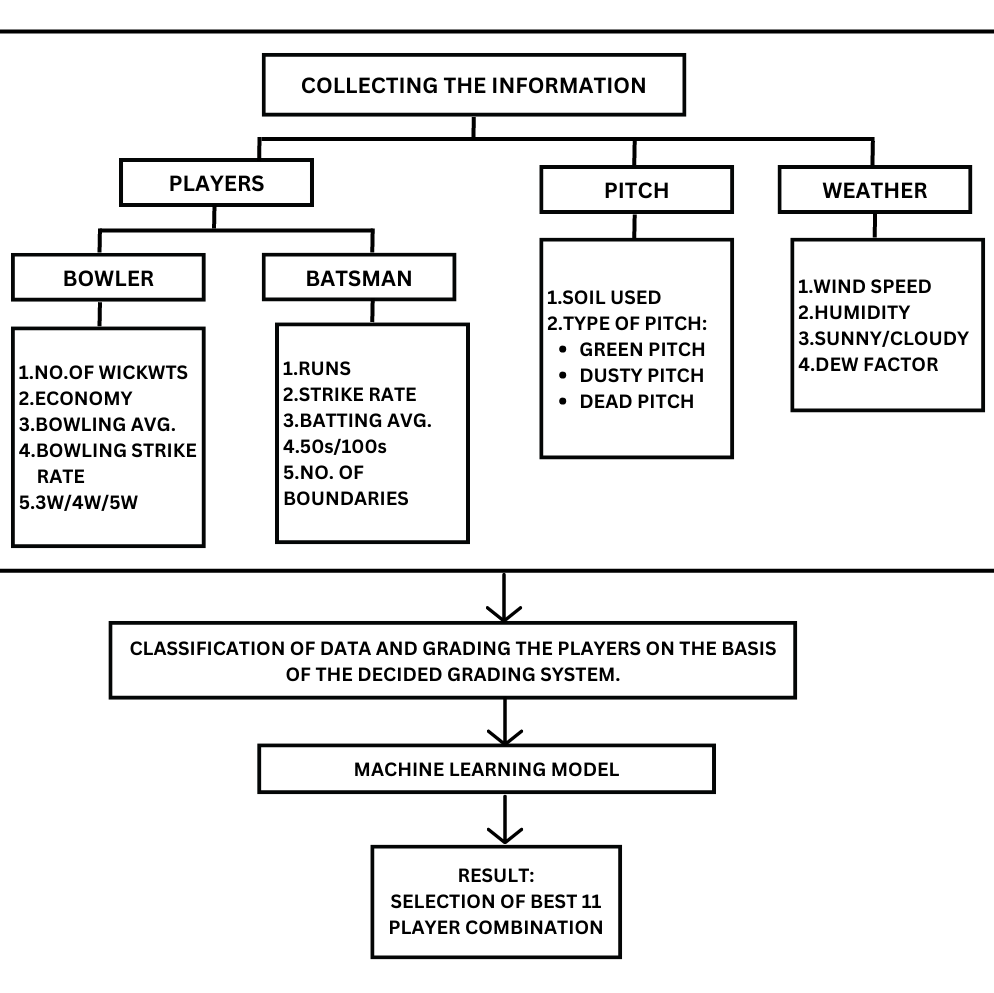 COLLECTING THE INFORMATION
PLAYERS
PITCH
WEATHER
BOWLER
BATSMAN
1.NO.OF WICKWTS
2.ECONOMY
3.BOWLING AVG.
4.BOWLING STRIKE
RATE
5.3W/4W/5W
1.RUNS
2.STRIKE RATE
3.BATTING AVG.
4.50s/100s
5.NO. OF
BOUNDARIES
1.SOIL USED
2.TYPE OF PITCH:
• GREEN PITCH
• DUSTY PITCH
• DEAD PITCH
1.WIND SPEED
2.HUMIDITY
3.SUNNY/CLOUDY
4.DEW FACTOR
CLASSIFICATION OF DATA AND GRADING THE PLAYERS ON THE BASIS
OF THE DECIDED GRADING SYSTEM.
MACHINE LEARNING MODEL
RESULT:
SELECTION OF BEST 11
PLAYER COMBINATION